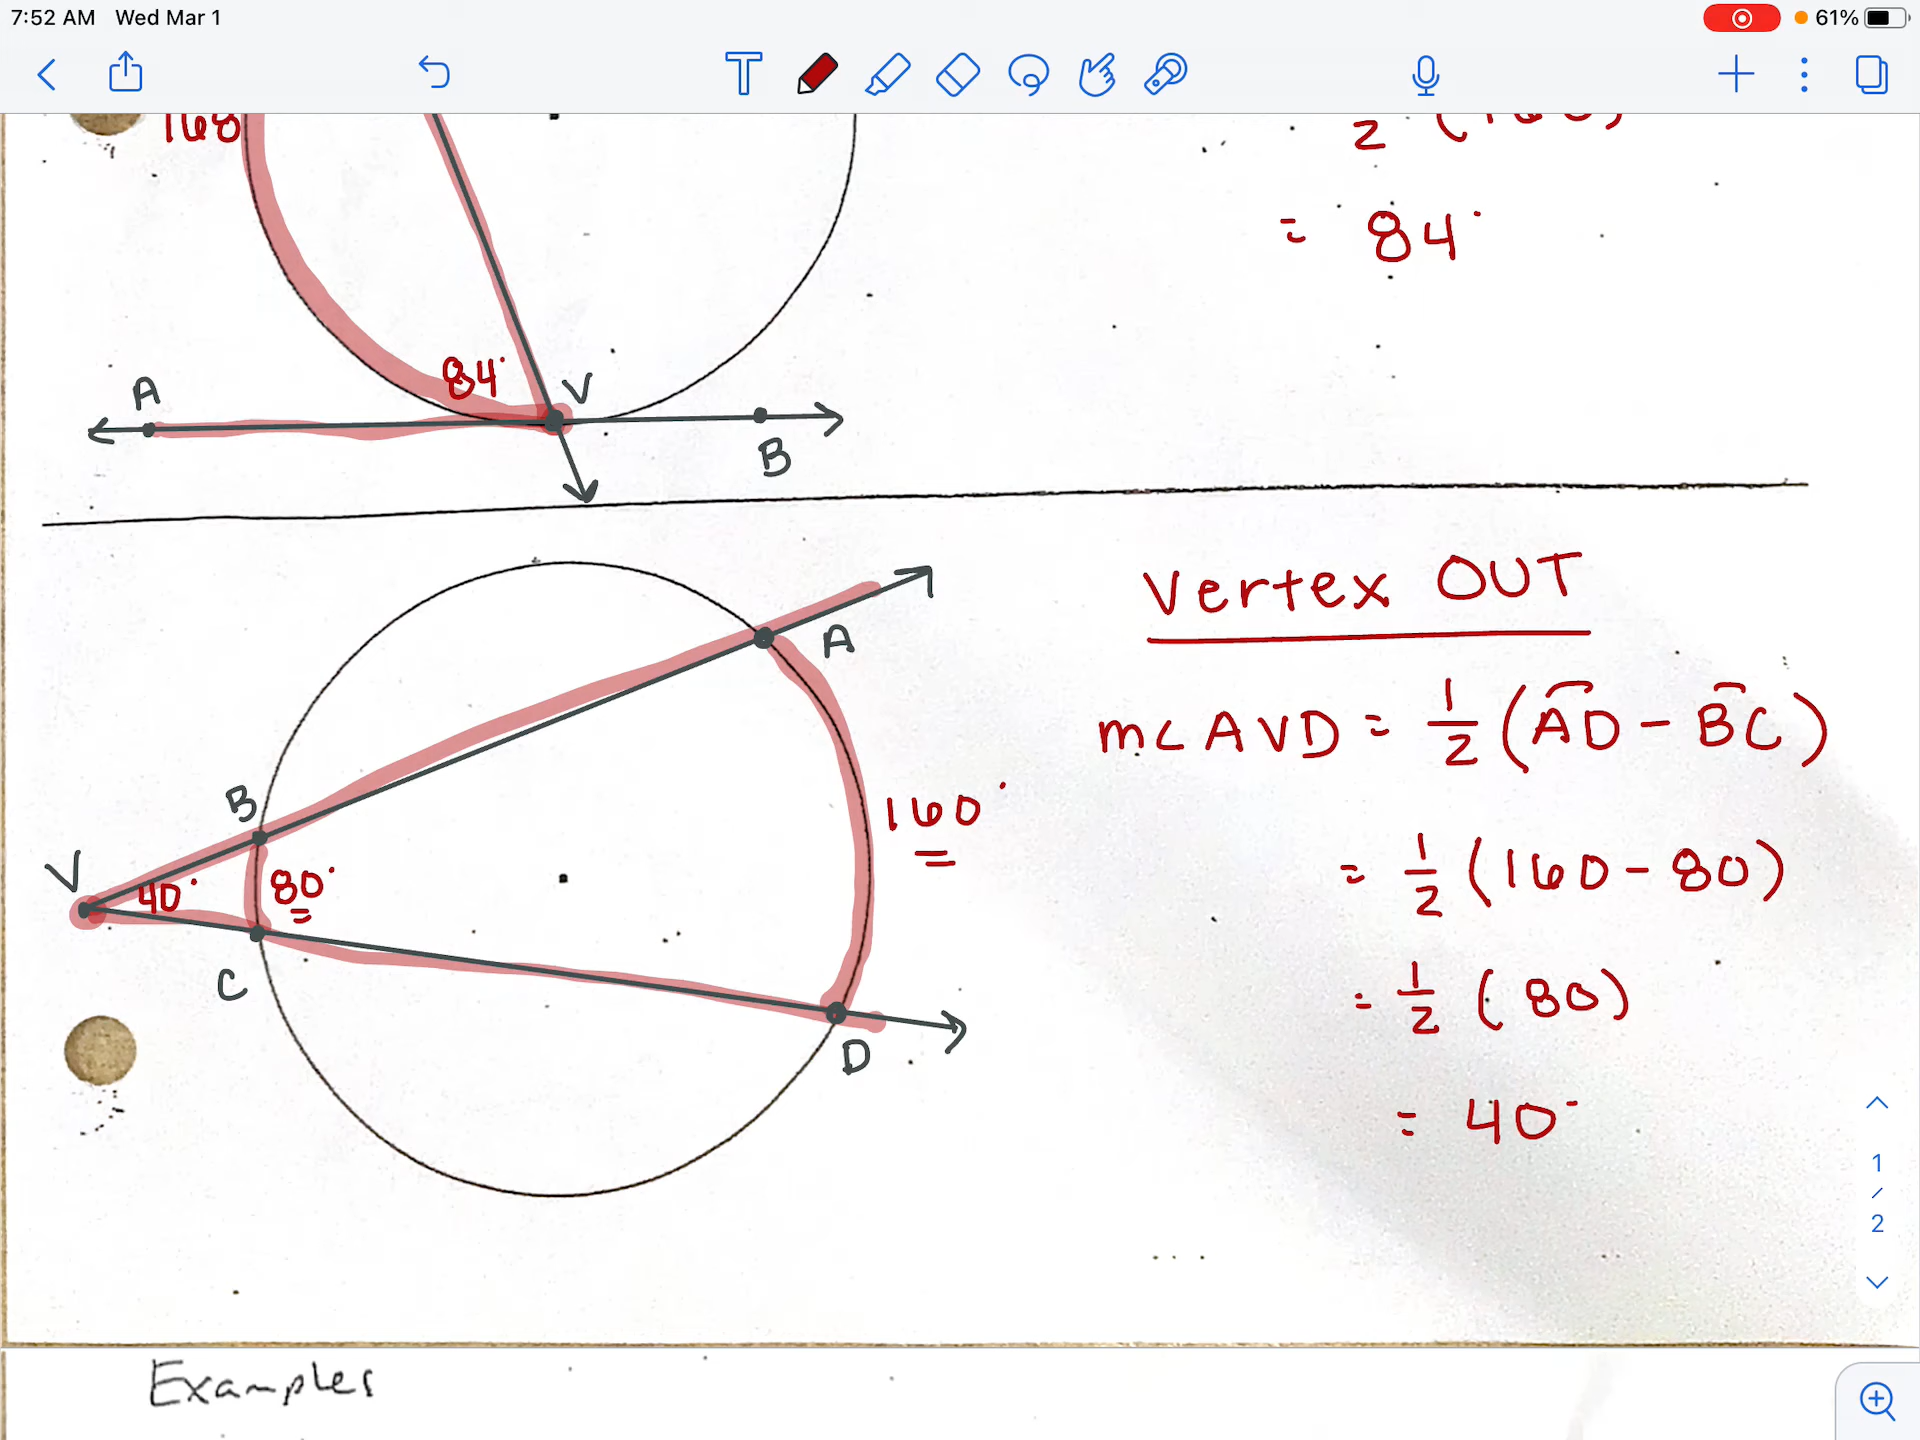 7:52 AM Wed Mar 1
61%
T
168
= 84°
84°
A
V
B
Vertex OUT
A
m∠AVD = 1/2 (AD - BC)
B
160°
V
40°
80°
= 1/2 (160 - 80)
C
= 1/2 (80)
D
= 40°
1
/
2
Examples